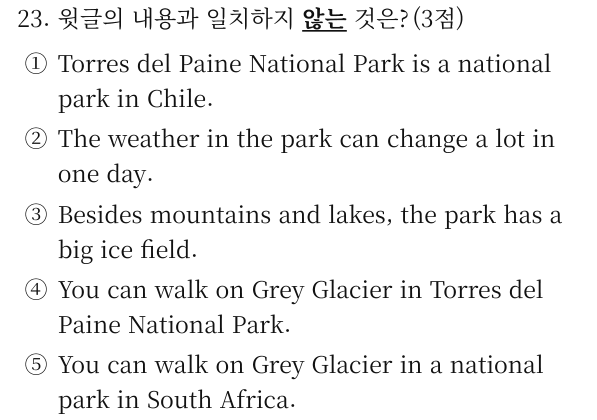 23. 윗글의 내용과 일치하지 않는 것은?(3점)
① Torres del Paine National Park is a national
park in Chile.
② The weather in the park can change a lot in
one day.
③ Besides mountains and lakes, the park has a
big ice field.
④ You can walk on Grey Glacier in Torres del
Paine National Park.
⑤ You can walk on Grey Glacier in a national
park in South Africa.